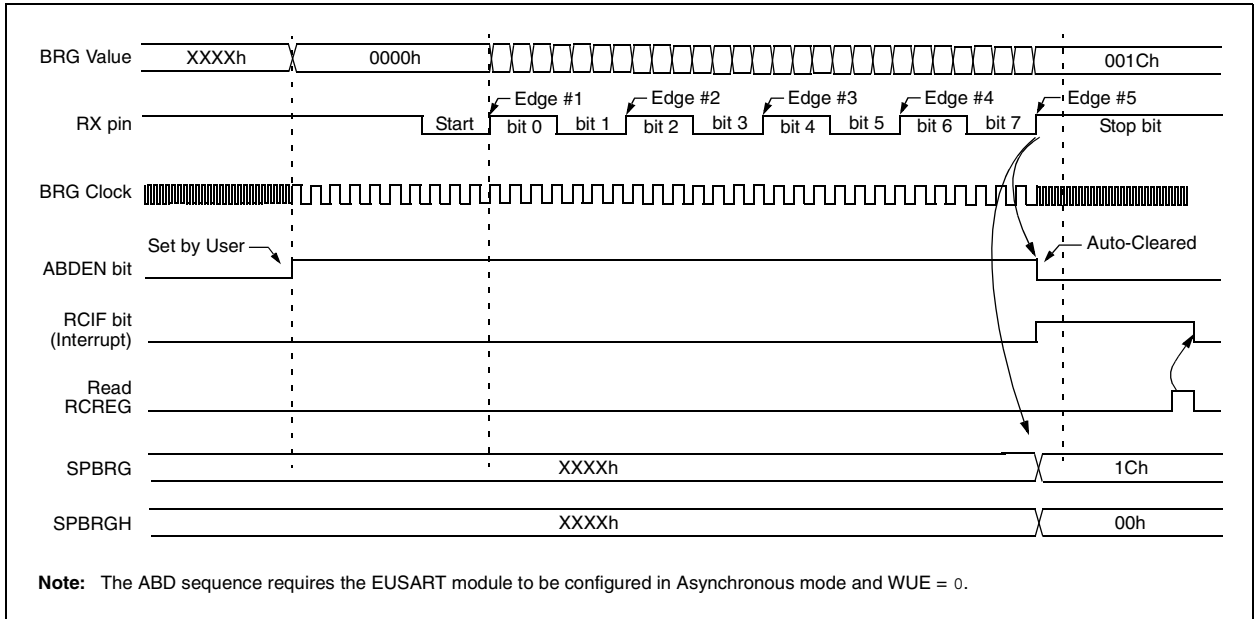 BRG Value XXXXh 0000h 001Ch
Edge #1 Edge #2 Edge #3 Edge #4 Edge #5
RX pin Start bit 0 bit 1 bit 2 bit 3 bit 4 bit 5 bit 6 bit 7 Stop bit
BRG Clock
Set by User Auto-Cleared
ABDEN bit
RCIF bit
(Interrupt)
Read
RCREG
SPBRG XXXXh 1Ch
SPBRGH XXXXh 00h
Note: The ABD sequence requires the EUSART module to be configured in Asynchronous mode and WUE = 0.